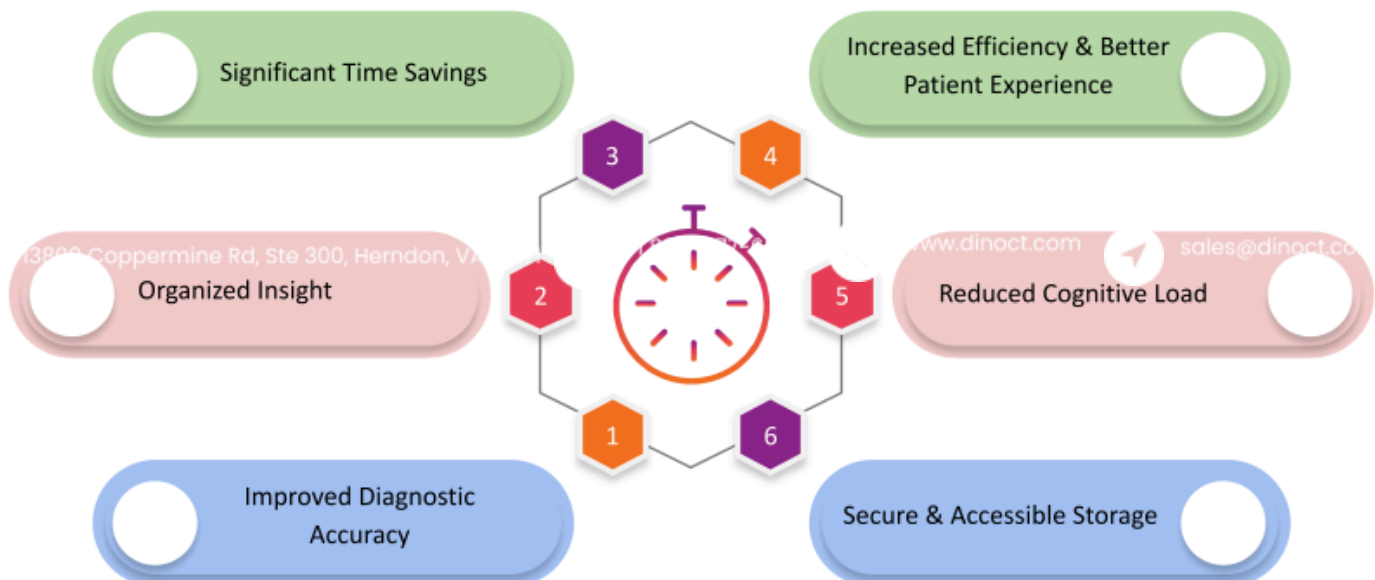 Significant Time Savings
Increased Efficiency & Better
Patient Experience
3
4
Coppermine Rd, Ste 300, Herndon, VA
www.dinoct.com
sales@dinoct.co
Organized Insight
2
5
Reduced Cognitive Load
1
6
Improved Diagnostic
Accuracy
Secure & Accessible Storage